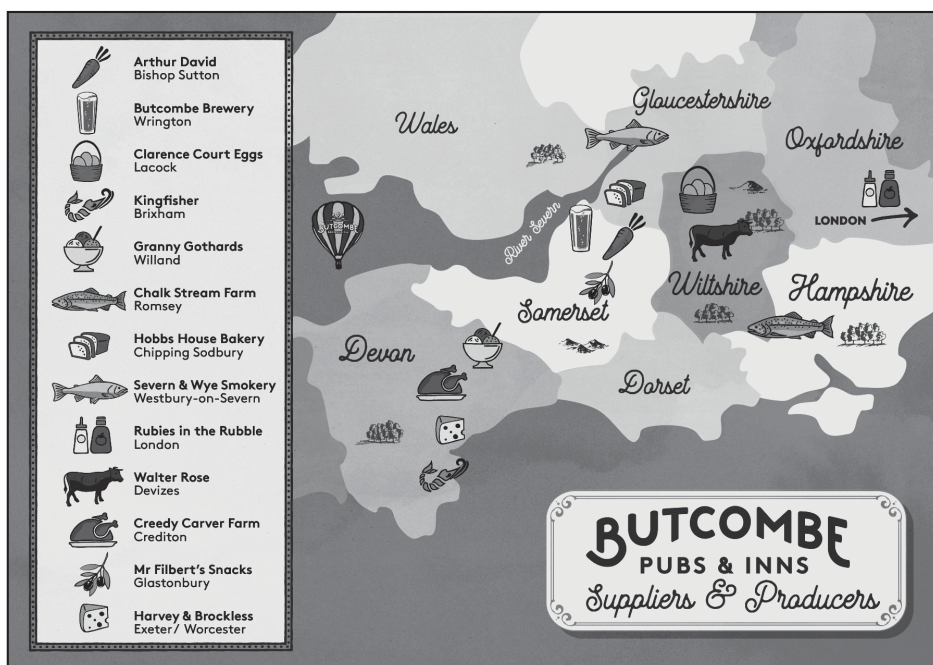 Arthur David
Bishop Sutton
Butcombe Brewery
Wrington
Clarence Court Eggs
Lacock
Kingfisher
Brixham
Granny Gothards
Willand
Chalk Stream Farm
Romsey
Hobbs House Bakery
Chipping Sodbury
Severn & Wye Smokery
Westbury-on-Severn
Rubies in the Rubble
London
Walter Rose
Devizes
Creedy Carver Farm
Crediton
Mr Filbert's Snacks
Glastonbury
Harvey & Brockless
Exeter / Worcester
Wales
Gloucestershire
Oxfordshire
LONDON
BUTCOMBE
River Severn
Wiltshire
Hampshire
Somerset
Devon
Dorset
BUTCOMBE
PUBS & INNS
Suppliers & Producers